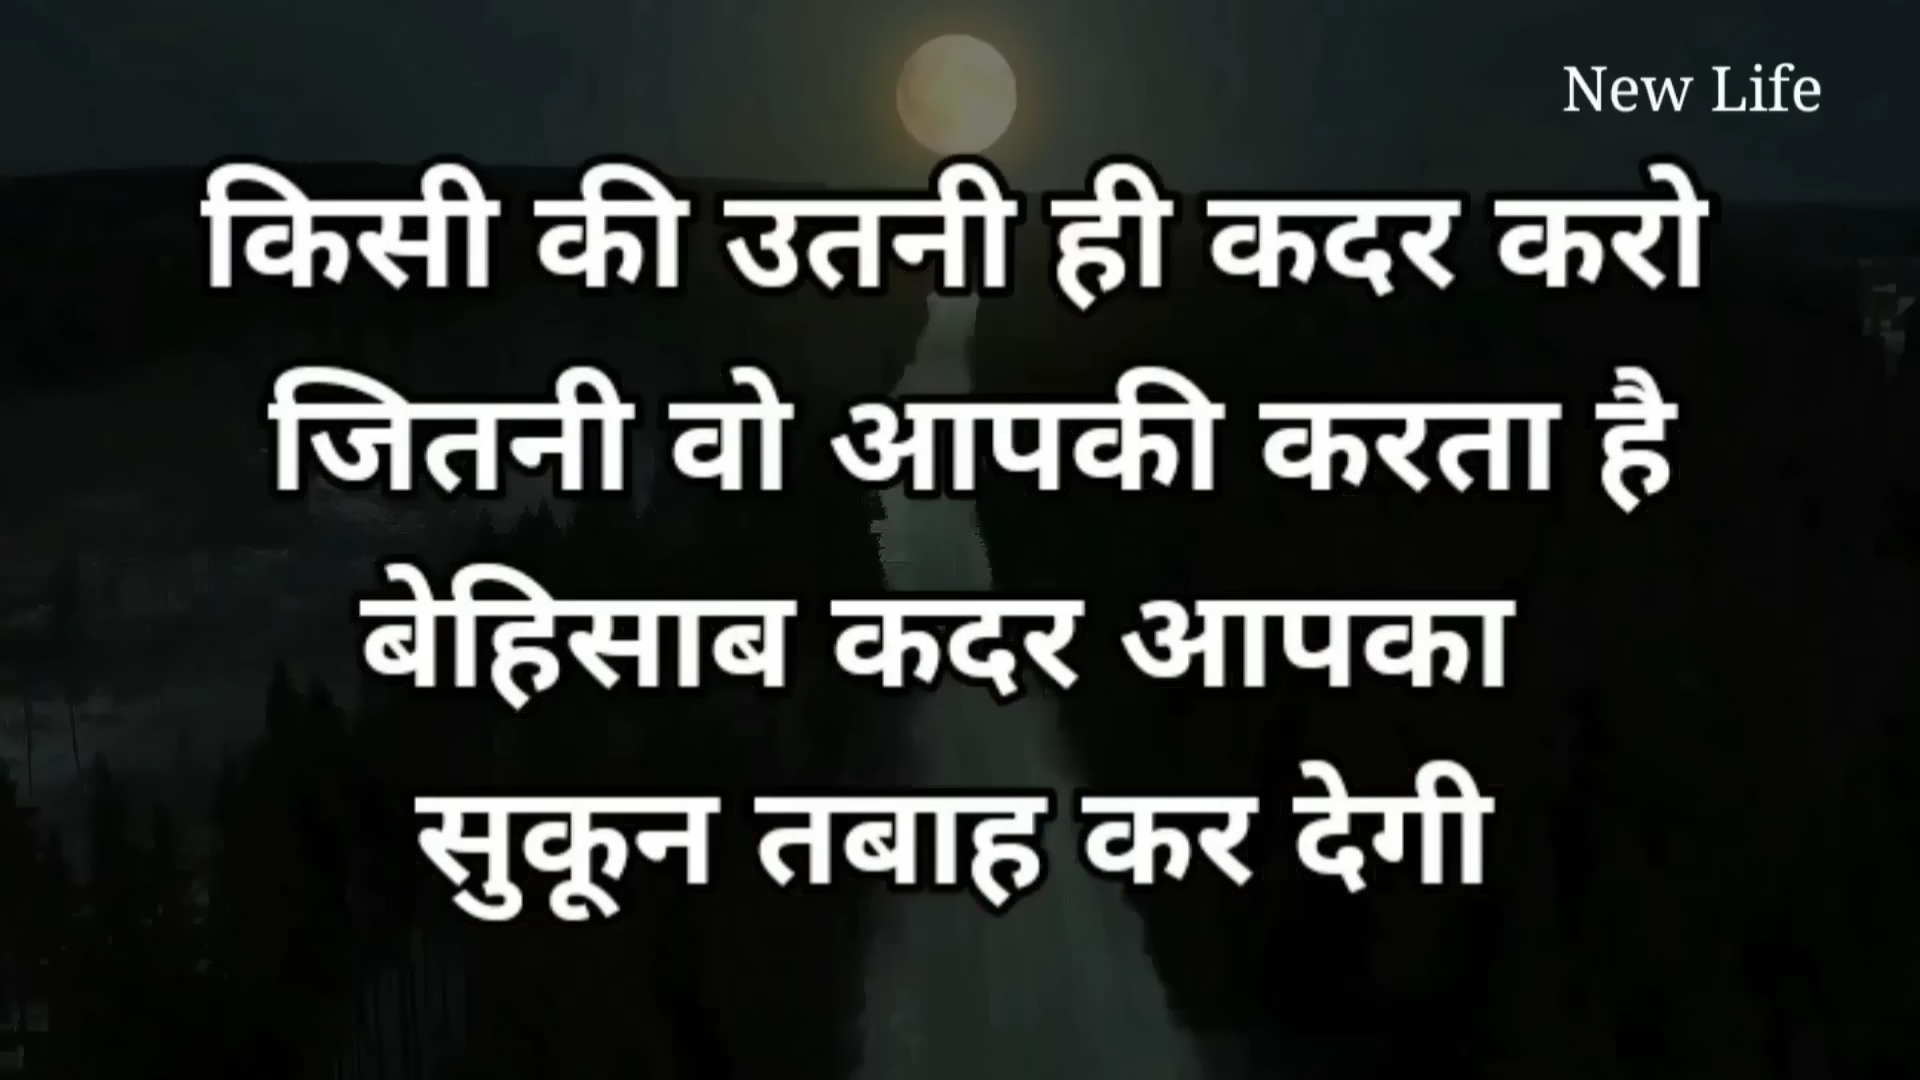 New Life
किसी की उतनी ही कदर करो
जितनी वो आपकी करता है
बेहिसाब कदर आपका
सुकून तबाह कर देगी